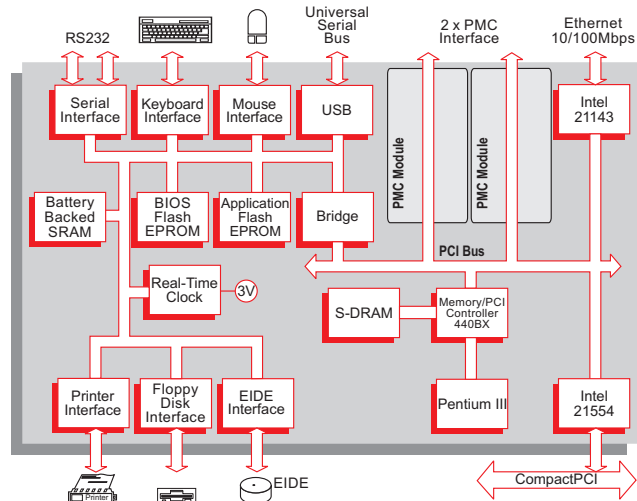 RS232
Universal
Serial
Bus
2 x PMC
Interface
Ethernet
10/100Mbps
Serial
Interface
Keyboard
Interface
Mouse
Interface
USB
PMC Module
PMC Module
Intel
21143
Battery
Backed
SRAM
BIOS
Flash
EPROM
Application
Flash
EPROM
Bridge
PCI Bus
Real-Time
Clock
3V
S-DRAM
Memory/PCI
Controller
440BX
Printer
Interface
Floppy
Disk
Interface
EIDE
Interface
Pentium III
Intel
21554
Printer
EIDE
CompactPCI